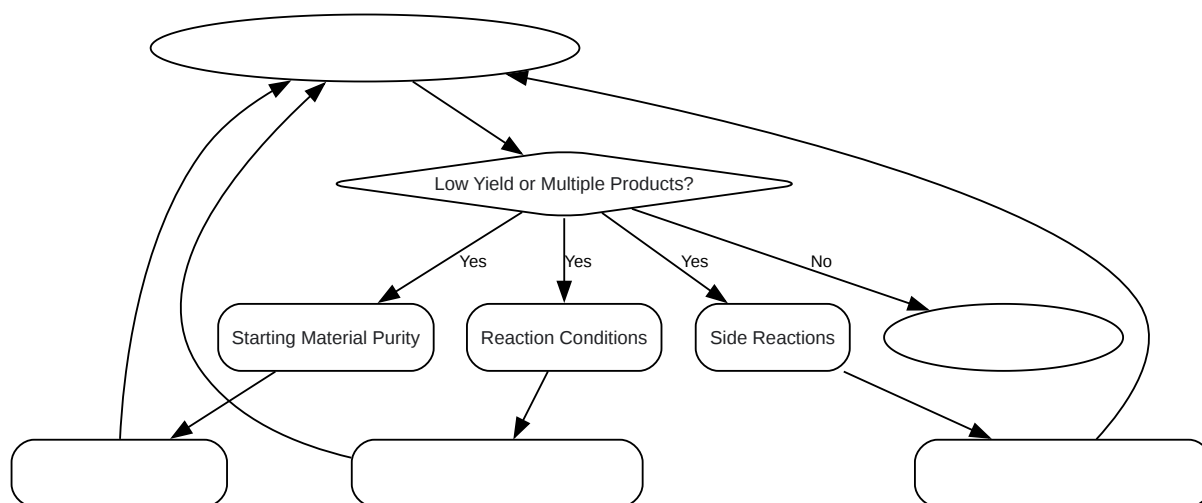 Low Yield or Multiple Products?
Yes
Yes
Yes
No
Starting Material Purity
Reaction Conditions
Side Reactions